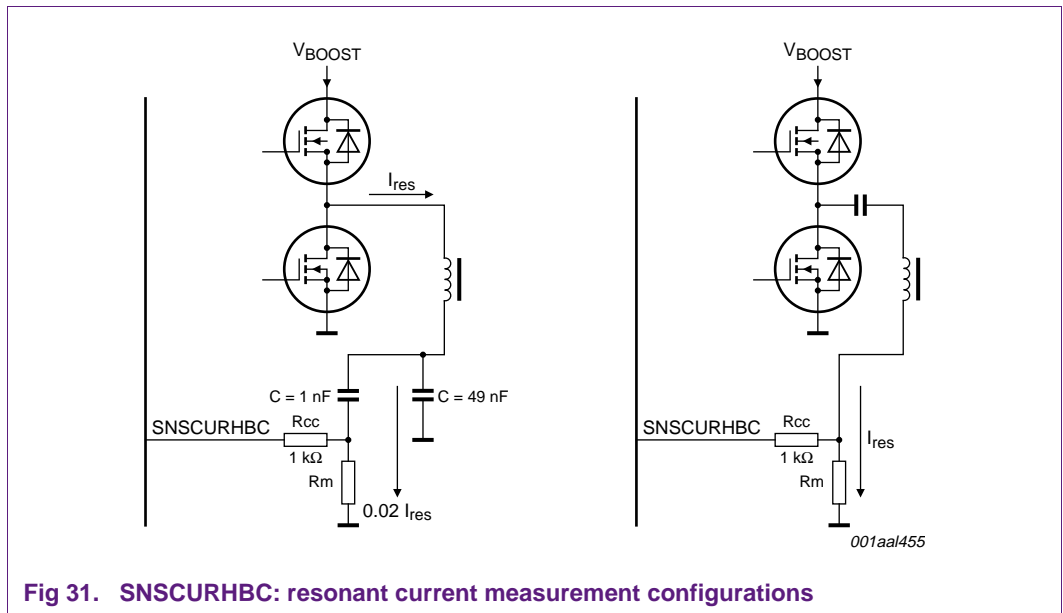 VBOOST
Ires
C = 1 nF
C = 49 nF
SNSCURHBC
Rcc
1 kΩ
Rm
0.02 Ires
VBOOST
SNSCURHBC
Rcc
1 kΩ
Rm
Ires
001aal455
Fig 31. SNSCURHBC: resonant current measurement configurations